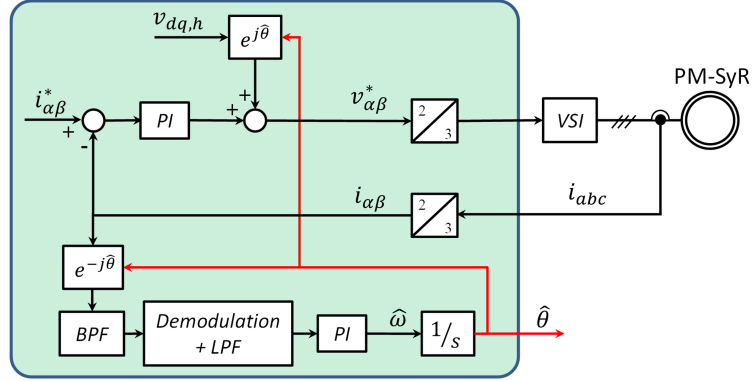 v_{dq,h}
e^{jθ̂}
PM-SyR
i*_{αβ}
+
-
PI
+
+
v*_{αβ}
2
3
VSI
i_{αβ}
2
3
i_{abc}
e^{-jθ̂}
BPF
Demodulation
+ LPF
PI
ω̂
1/s
θ̂